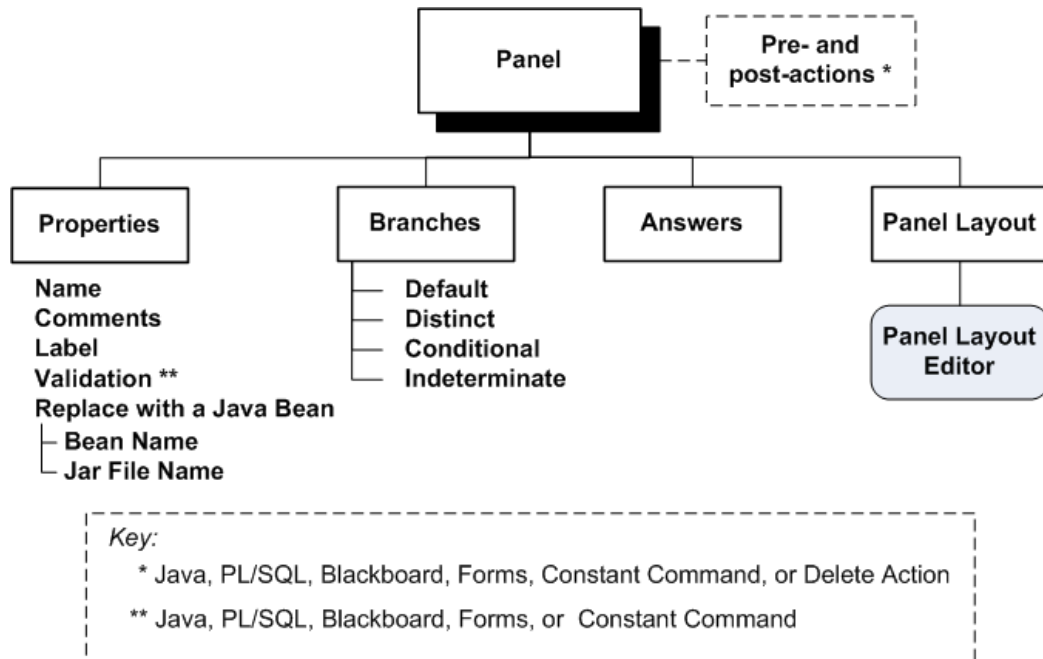 Panel
Pre- and
post-actions *
Properties
Branches
Answers
Panel Layout
Name
Comments
Label
Validation **
Replace with a Java Bean
Bean Name
Jar File Name
Default
Distinct
Conditional
Indeterminate
Panel Layout
Editor
Key:
* Java, PL/SQL, Blackboard, Forms, Constant Command, or Delete Action
** Java, PL/SQL, Blackboard, Forms, or Constant Command